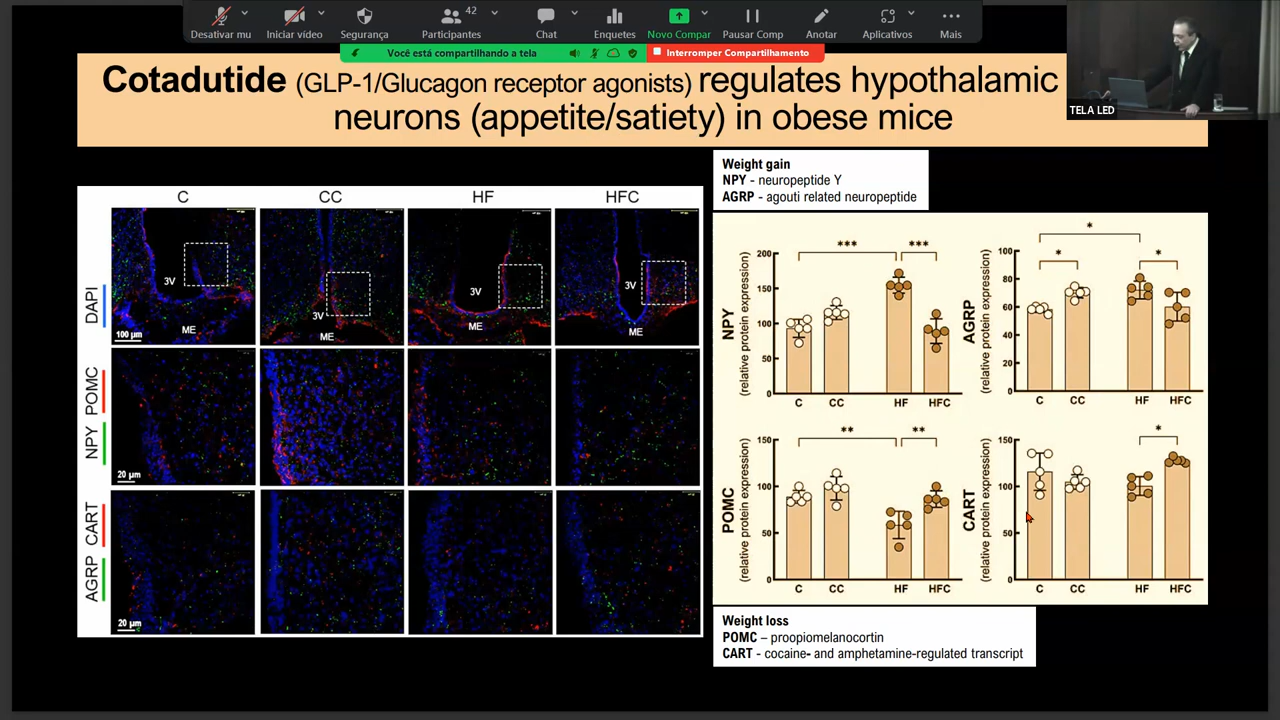 42
Desativar mu
Iniciar vídeo
Segurança
Participantes
Chat
Enquetes
Novo Compar
Pausar Comp
Anotar
Aplicativos
Mais
Você está compartilhando a tela
Interromper Compartilhamento
TELA LED
Cotadutide (GLP-1/Glucagon receptor agonists) regulates hypothalamic
neurons (appetite/satiety) in obese mice
Weight gain
NPY - neuropeptide Y
AGRP - agouti related neuropeptide
C CC HF HFC
DAPI
3V
ME
100 µm
3V
ME
3V
ME
3V
ME
POMC
NPY
20 µm
CART
AGRP
20 µm
NPY
(relative protein expression)
200
150
100
50
0
*** ***
C CC HF HFC
AGRP
(relative protein expression)
100
80
60
40
20
0
*
* *
C CC HF HFC
POMC
(relative protein expression)
150
100
50
0
** **
C CC HF HFC
CART
(relative protein expression)
150
100
50
0
*
C CC HF HFC
Weight loss
POMC – proopiomelanocortin
CART - cocaine- and amphetamine-regulated transcript